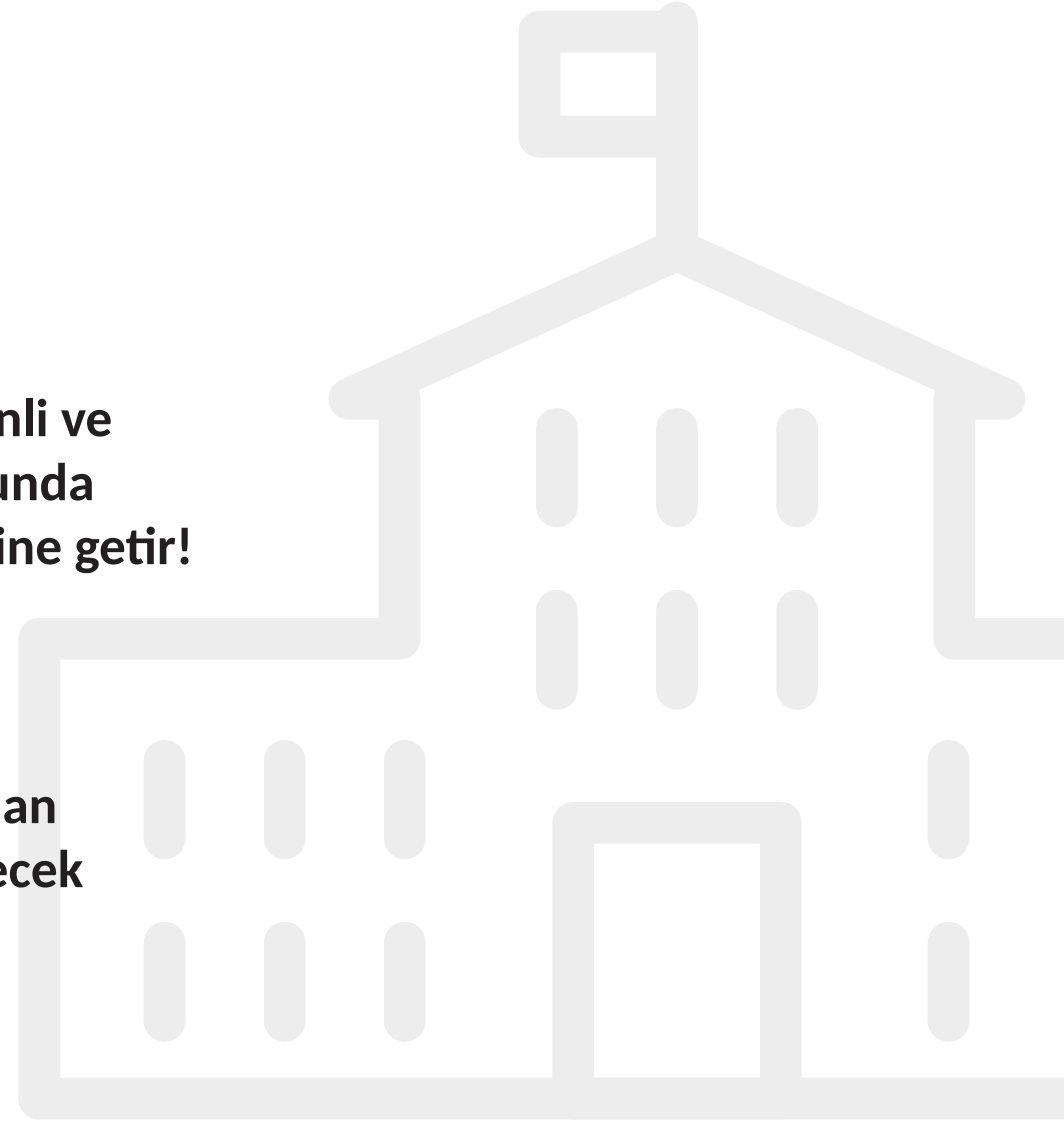 nli ve
unda
ine getir!
an
ecek